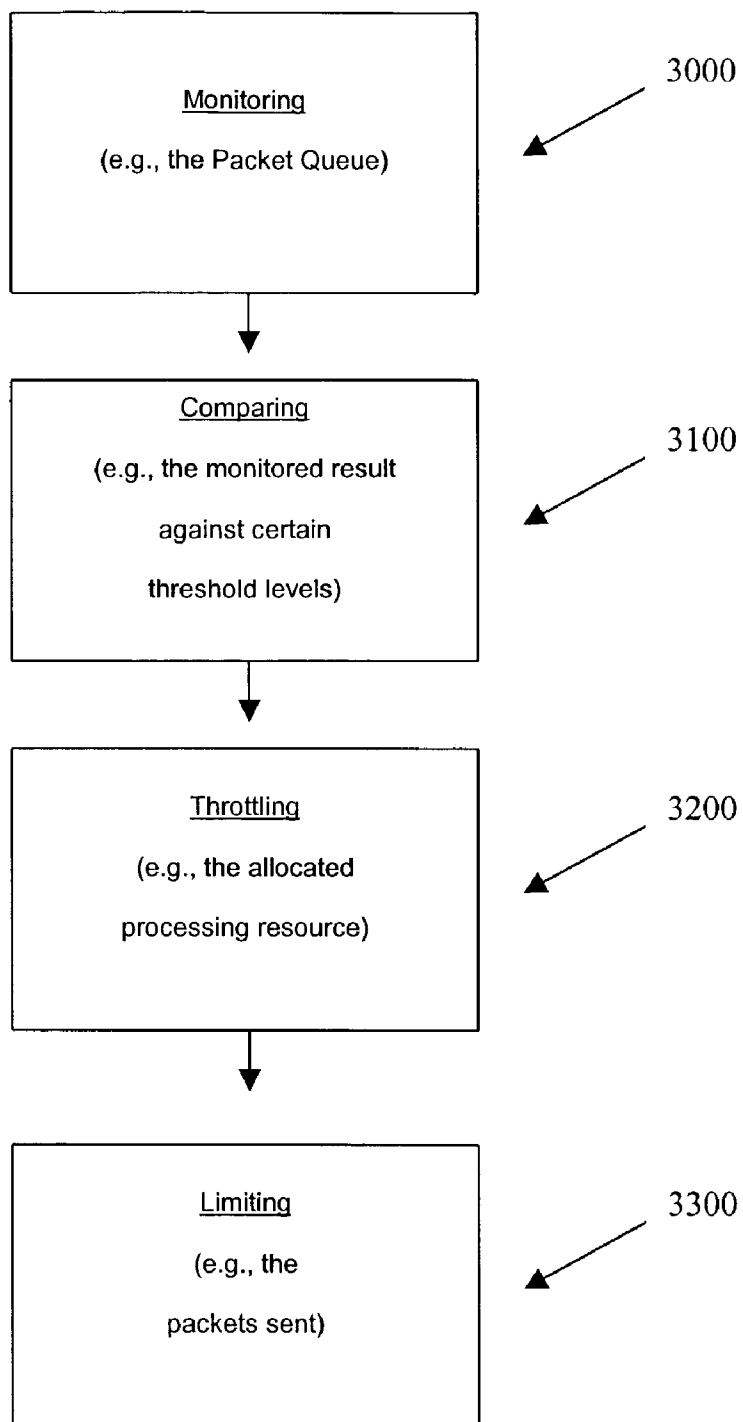 Monitoring
(e.g., the Packet Queue)
3000
Comparing
(e.g., the monitored result
against certain
threshold levels)
3100
Throttling
(e.g., the allocated
processing resource)
3200
Limiting
(e.g., the
packets sent)
3300